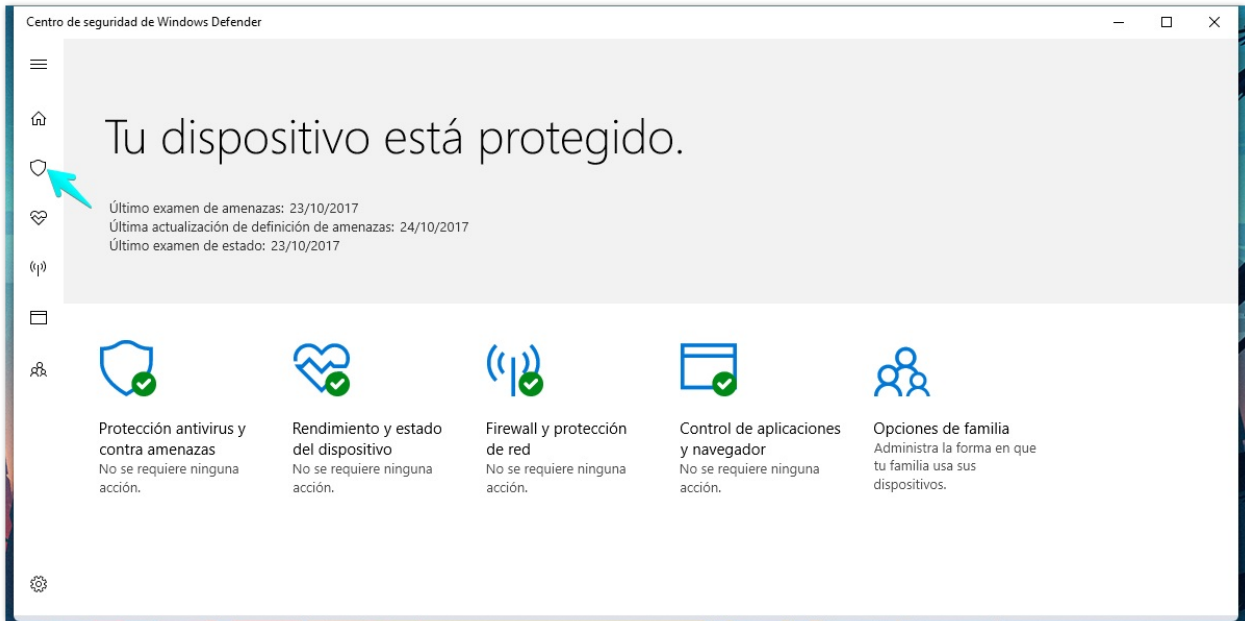 Centro de seguridad de Windows Defender
Tu dispositivo está protegido.
Último examen de amenazas: 23/10/2017
Última actualización de definición de amenazas: 24/10/2017
Último examen de estado: 23/10/2017
Protección antivirus y
contra amenazas
No se requiere ninguna
acción.
Rendimiento y estado
del dispositivo
No se requiere ninguna
acción.
Firewall y protección
de red
No se requiere ninguna
acción.
Control de aplicaciones
y navegador
No se requiere ninguna
acción.
Opciones de familia
Administra la forma en que
tu familia usa sus
dispositivos.